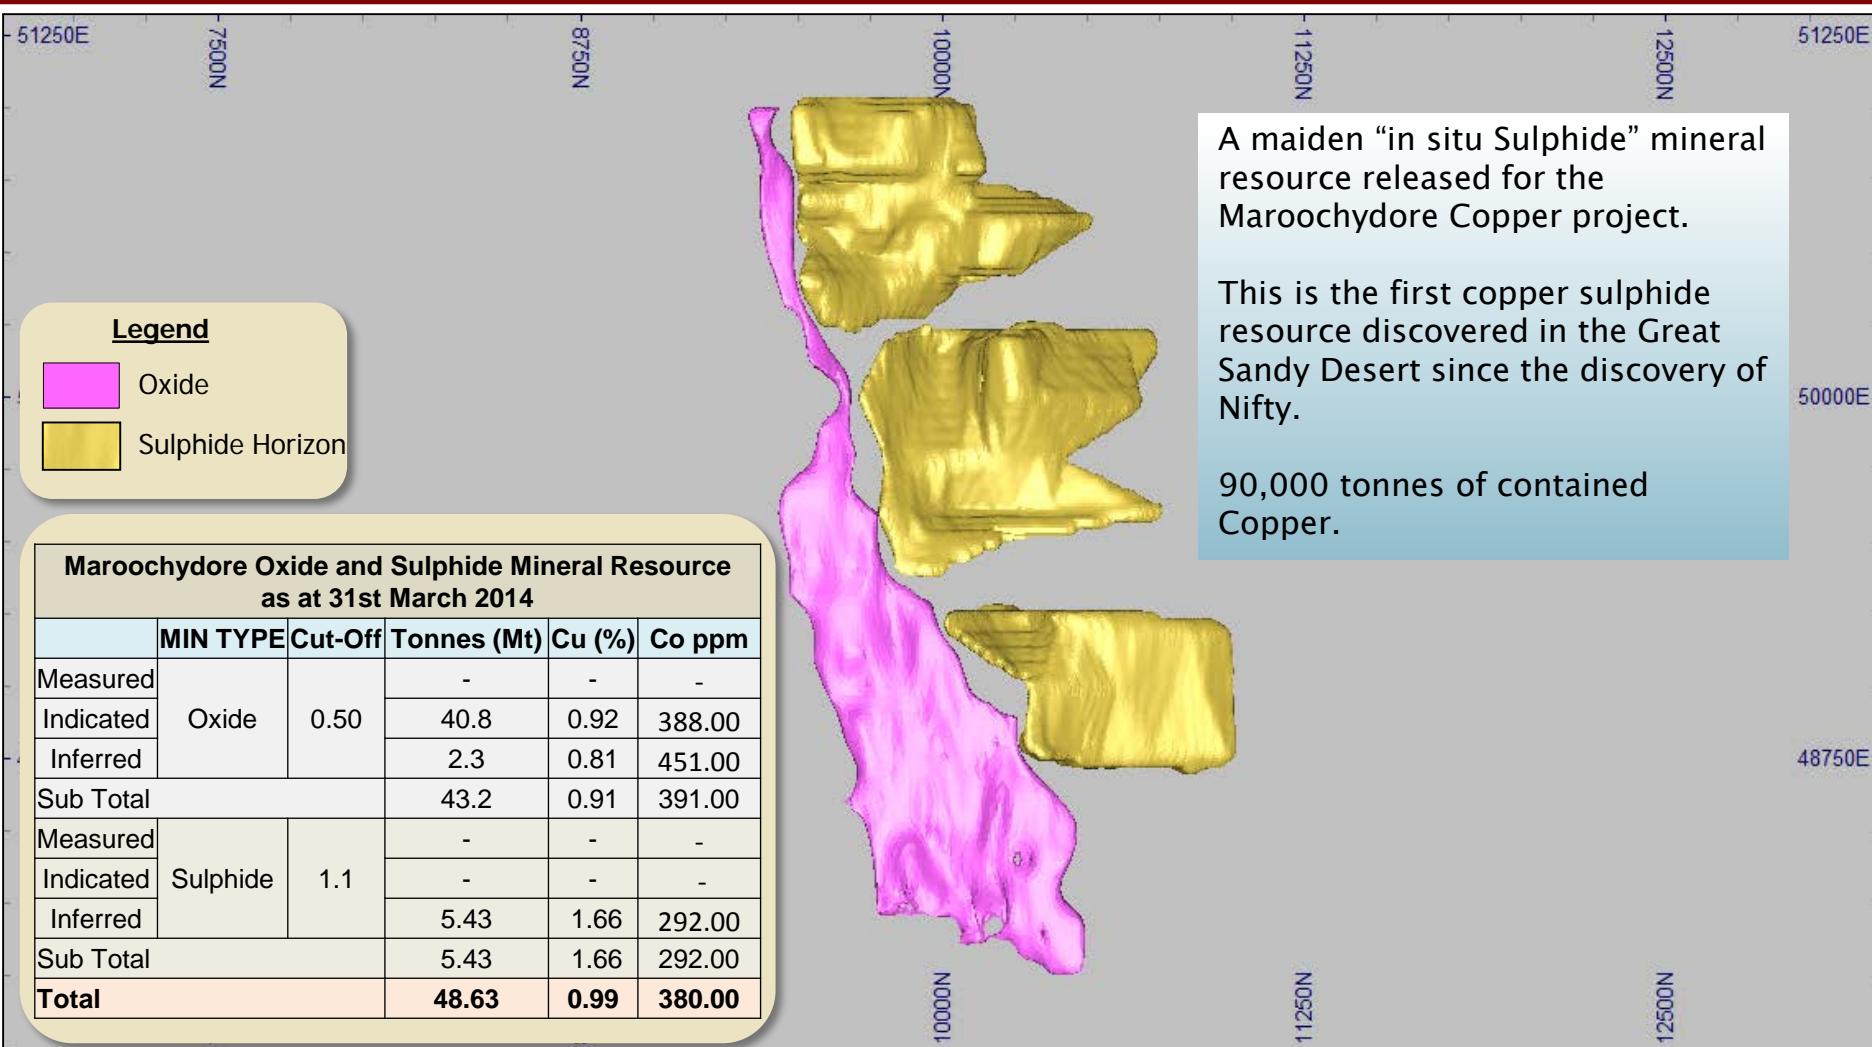 51250E
7500N
8750N
10000N
11250N
12500N
51250E
A maiden “in situ Sulphide” mineral
resource released for the
Maroochydore Copper project.
This is the first copper sulphide
resource discovered in the Great
Sandy Desert since the discovery of
Nifty.
90,000 tonnes of contained
Copper.
Legend
Oxide
Sulphide Horizon
50000E
48750E
Maroochydore Oxide and Sulphide Mineral Resource
as at 31st March 2014
MIN TYPE Cut-Off Tonnes (Mt) Cu (%) Co ppm
Measured - - -
Indicated Oxide 0.50 40.8 0.92 388.00
Inferred 2.3 0.81 451.00
Sub Total 43.2 0.91 391.00
Measured - - -
Indicated Sulphide 1.1 - - -
Inferred 5.43 1.66 292.00
Sub Total 5.43 1.66 292.00
Total 48.63 0.99 380.00
10000N
11250N
12500N